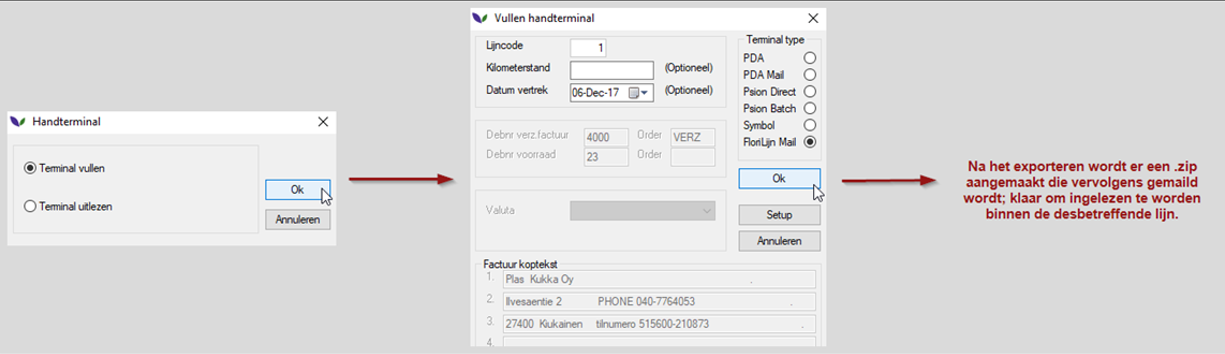 Handterminal
Terminal vullen
Terminal uitlezen
Ok
Annuleren
Vullen handterminal
Lijncode 1
Kilometerstand (Optioneel)
Datum vertrek 06-Dec-17 (Optioneel)
Debnr verz.factuur 4000 Order VERZ
Debnr voorraad 23 Order
Valuta
Terminal type
PDA
PDA Mail
Psion Direct
Psion Batch
Symbol
FloriLijn Mail
Ok
Setup
Annuleren
Factuur koptekst
1. Plas Kukka Oy .
2. Ilvesaentie 2 PHONE 040-7764053 .
3. 27400 Kiukainen tilnumero 515600-210873 .
4.
Na het exporteren wordt er een .zip
aangemaakt die vervolgens gemaild
wordt; klaar om ingelezen te worden
binnen de desbetreffende lijn.